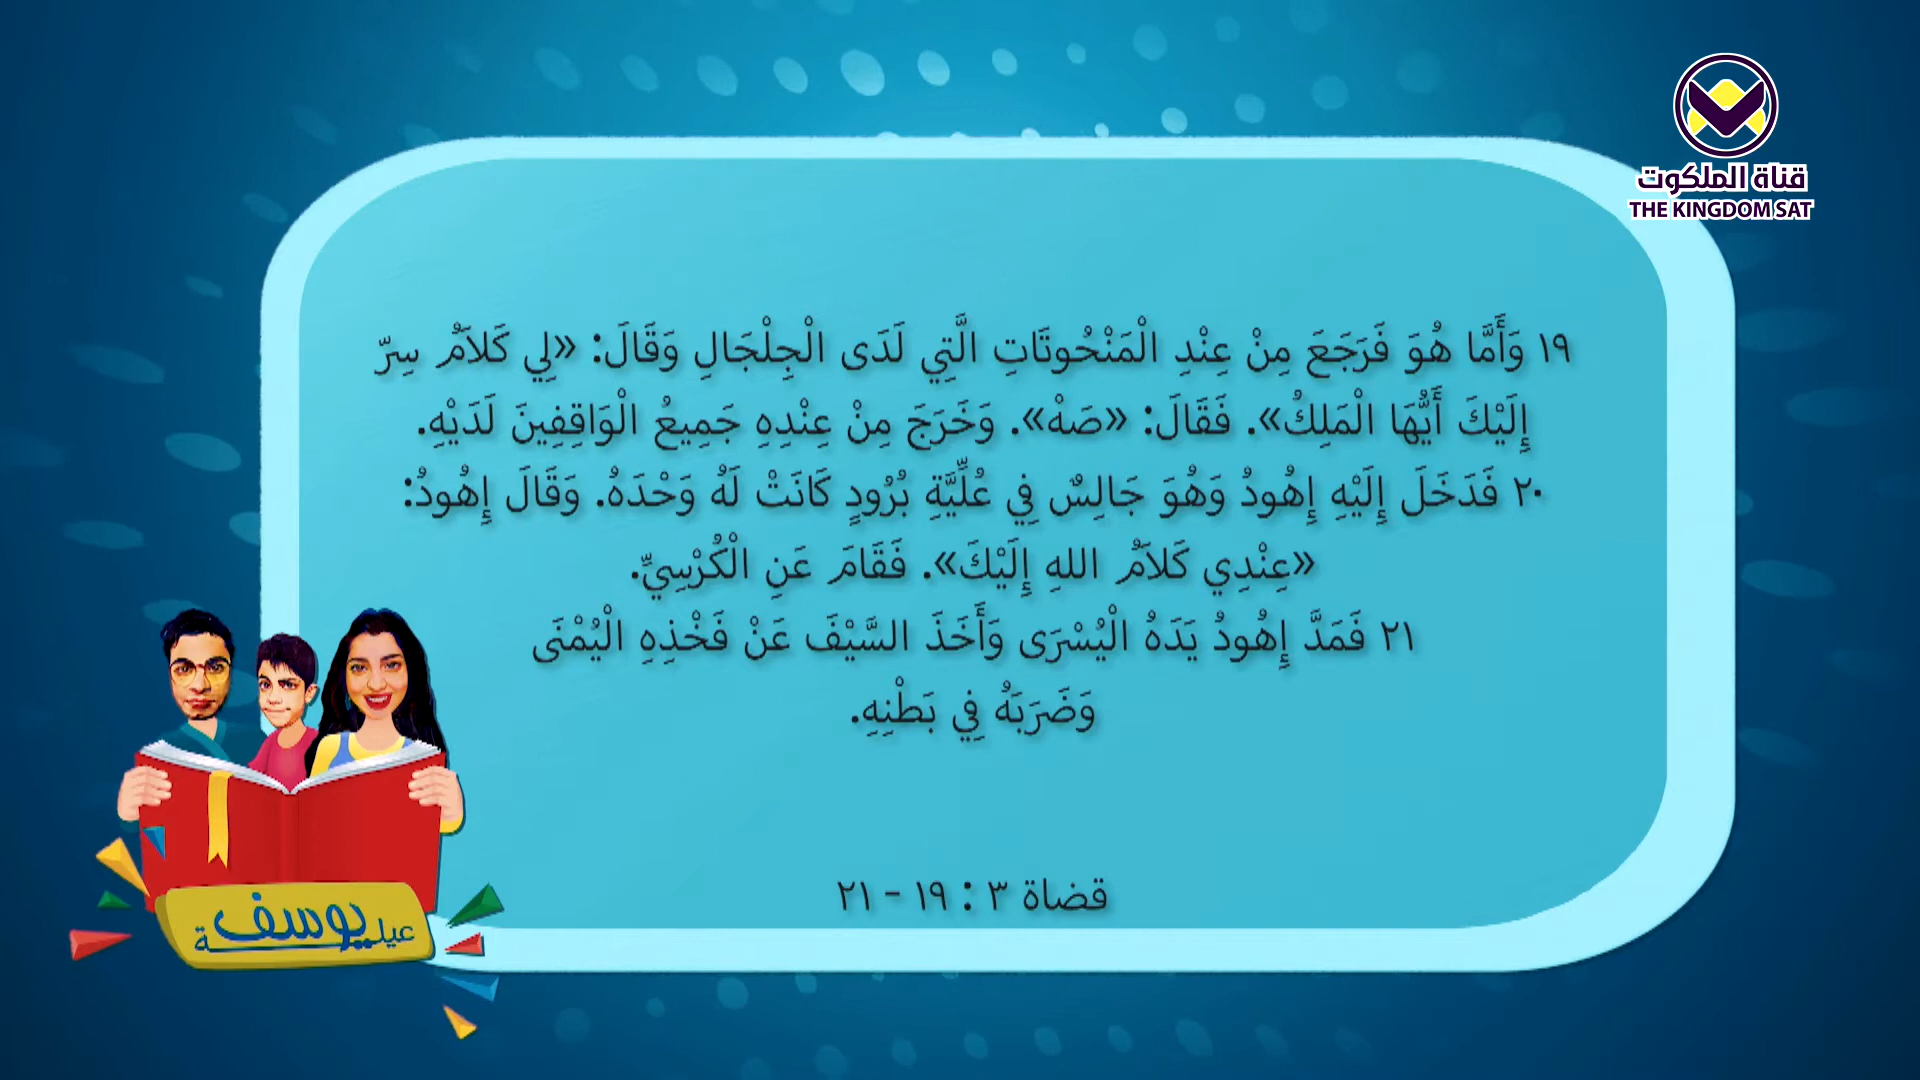 قناة الملكوت
THE KINGDOM SAT
١٩ وَأَمَّا هُوَ فَرَجَعَ مِنْ عِنْدِ الْمَنْحُوتَاتِ الَّتِي لَدَى الْجِلْجَالِ وَقَالَ: «لِي كَلاَمُ سِرّ
إِلَيْكَ أَيُّهَا الْمَلِكُ». فَقَالَ: «صَهْ». وَخَرَجَ مِنْ عِنْدِهِ جَمِيعُ الْوَاقِفِينَ لَدَيْهِ.
٢٠ فَدَخَلَ إِلَيْهِ إِهُودُ وَهُوَ جَالِسٌ فِي عُلِّيَّةِ بُرُودٍ كَانَتْ لَهُ وَحْدَهُ. وَقَالَ إِهُودُ:
«عِنْدِي كَلاَمُ اللهِ إِلَيْكَ». فَقَامَ عَنِ الْكُرْسِيِّ.
٢١ فَمَدَّ إِهُودُ يَدَهُ الْيُسْرَى وَأَخَذَ السَّيْفَ عَنْ فَخْذِهِ الْيُمْنَى
وَضَرَبَهُ فِي بَطْنِهِ.
قضاة ٣ : ١٩ - ٢١
عيلة يوسف